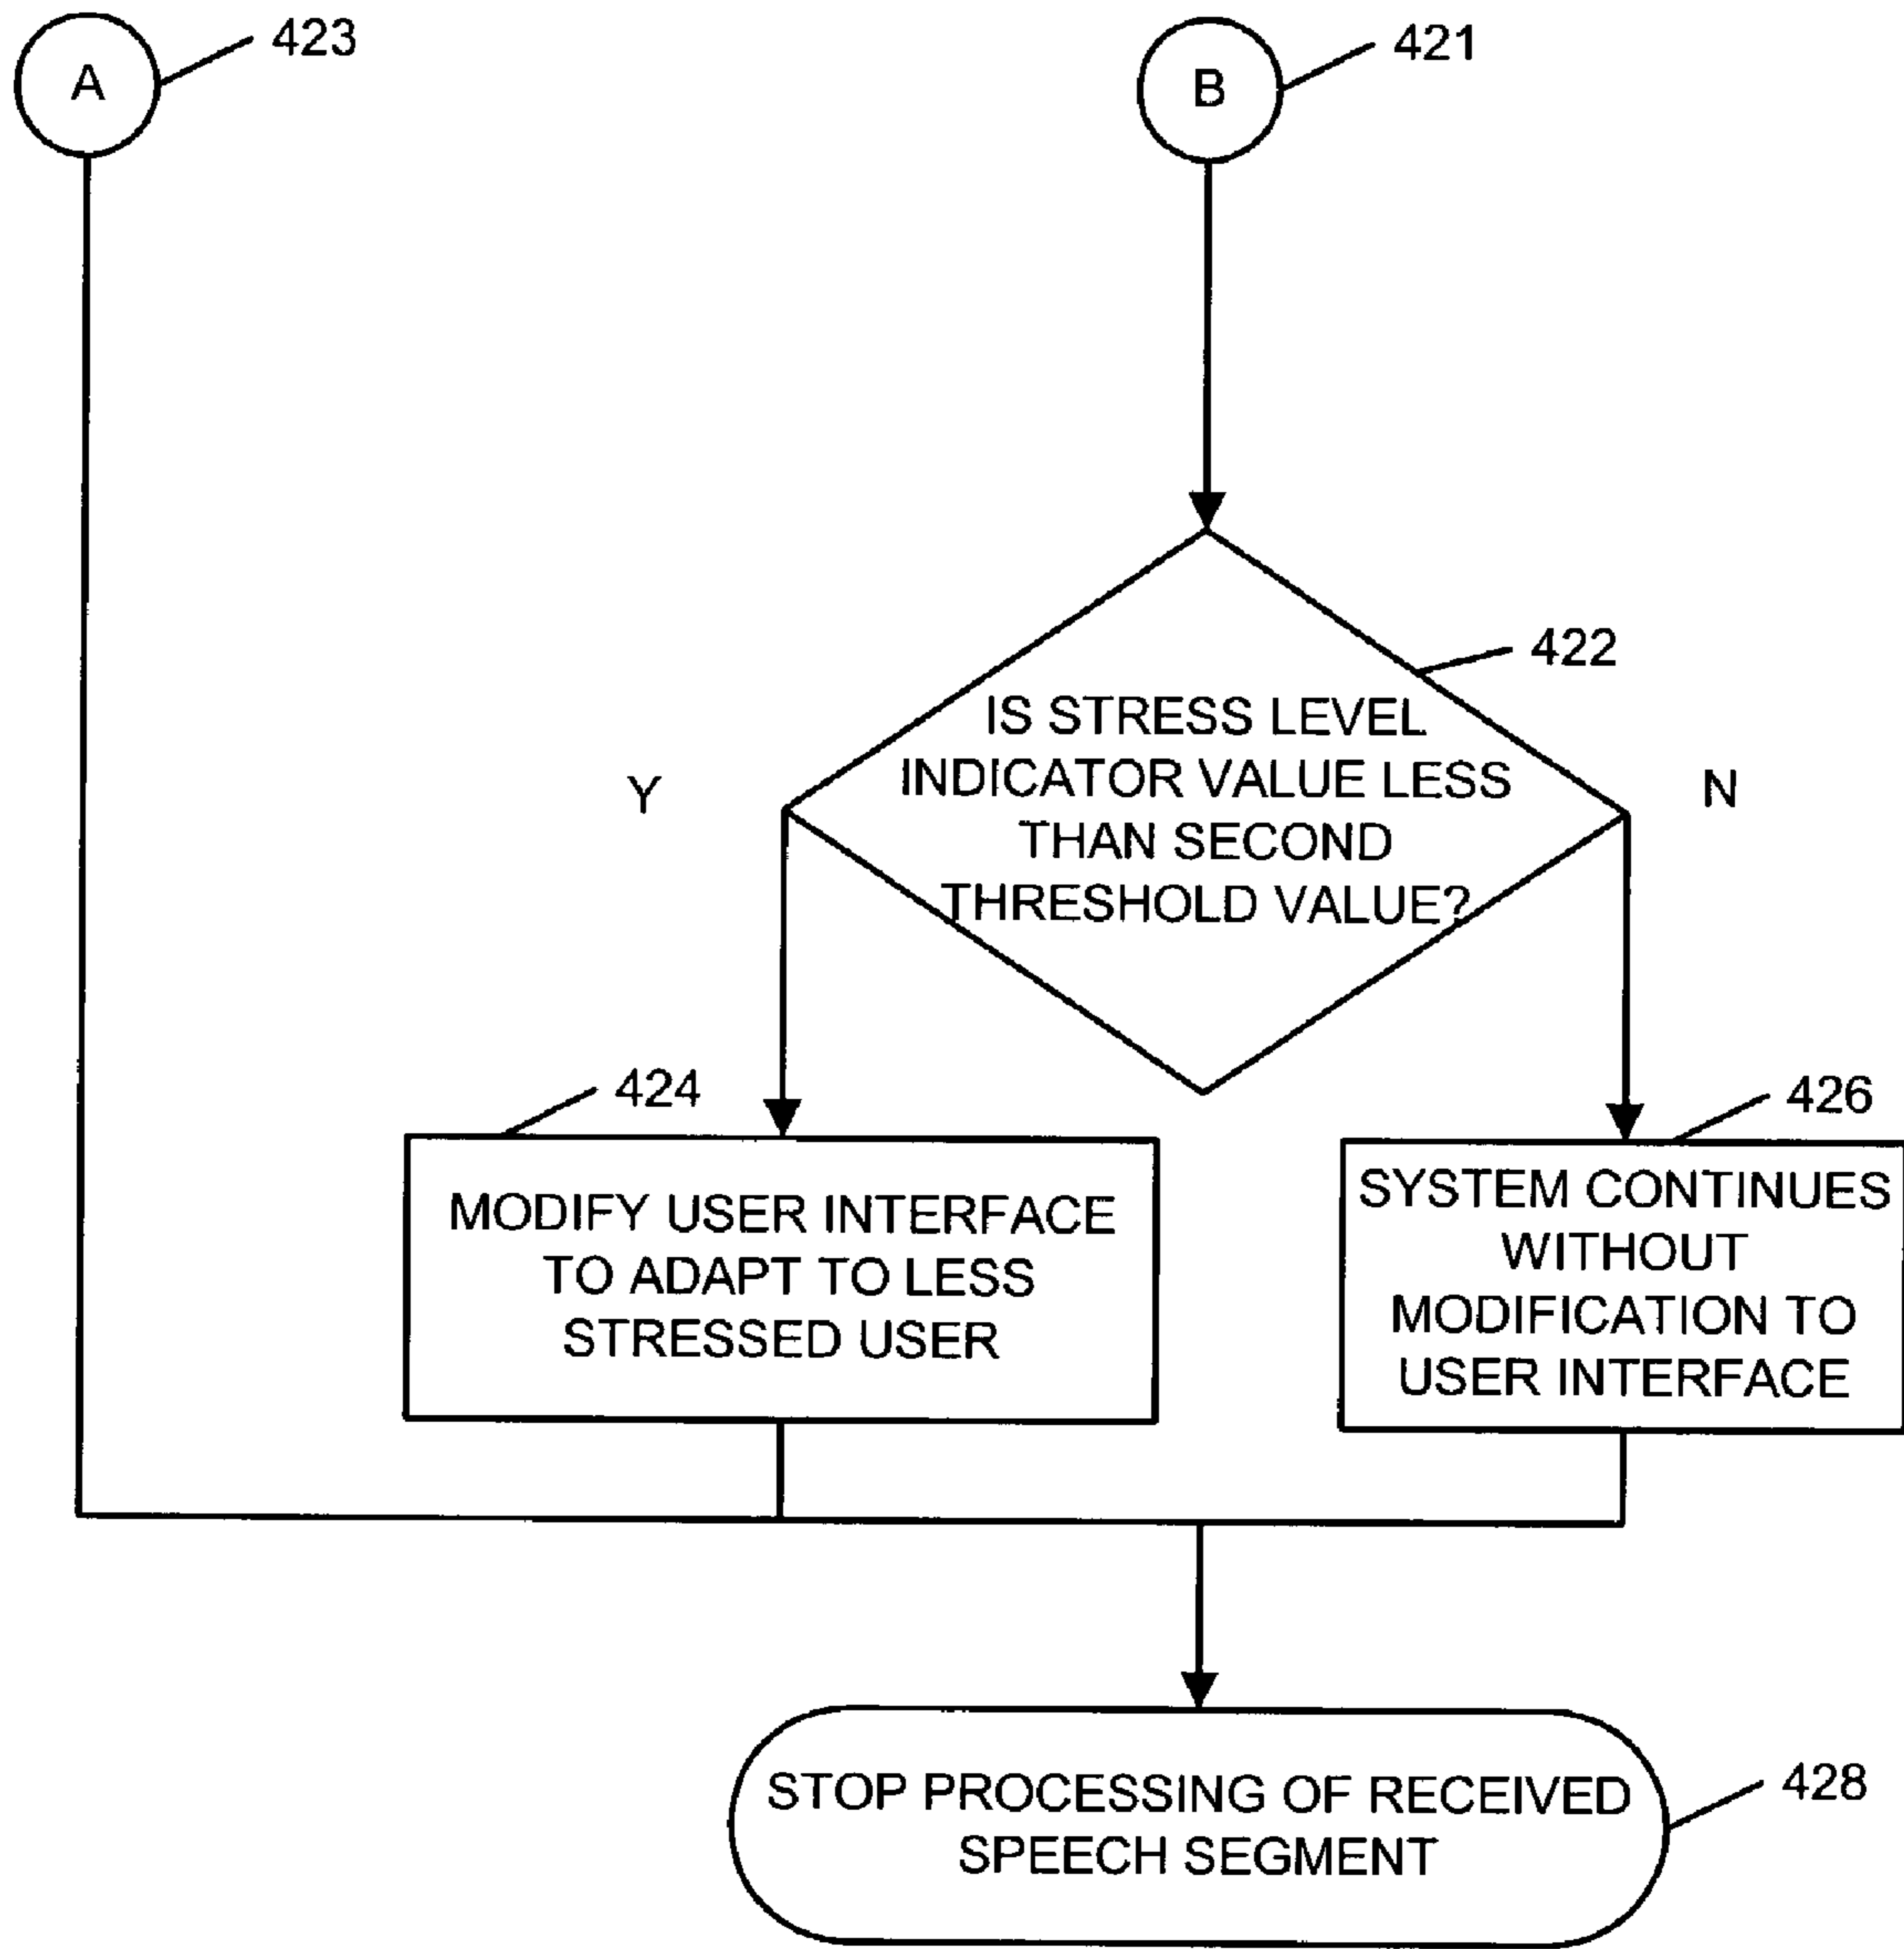 A
423
B
421
422
IS STRESS LEVEL
INDICATOR VALUE LESS
THAN SECOND
THRESHOLD VALUE?
Y
N
424
MODIFY USER INTERFACE
TO ADAPT TO LESS
STRESSED USER
426
SYSTEM CONTINUES
WITHOUT
MODIFICATION TO
USER INTERFACE
STOP PROCESSING OF RECEIVED
SPEECH SEGMENT
428